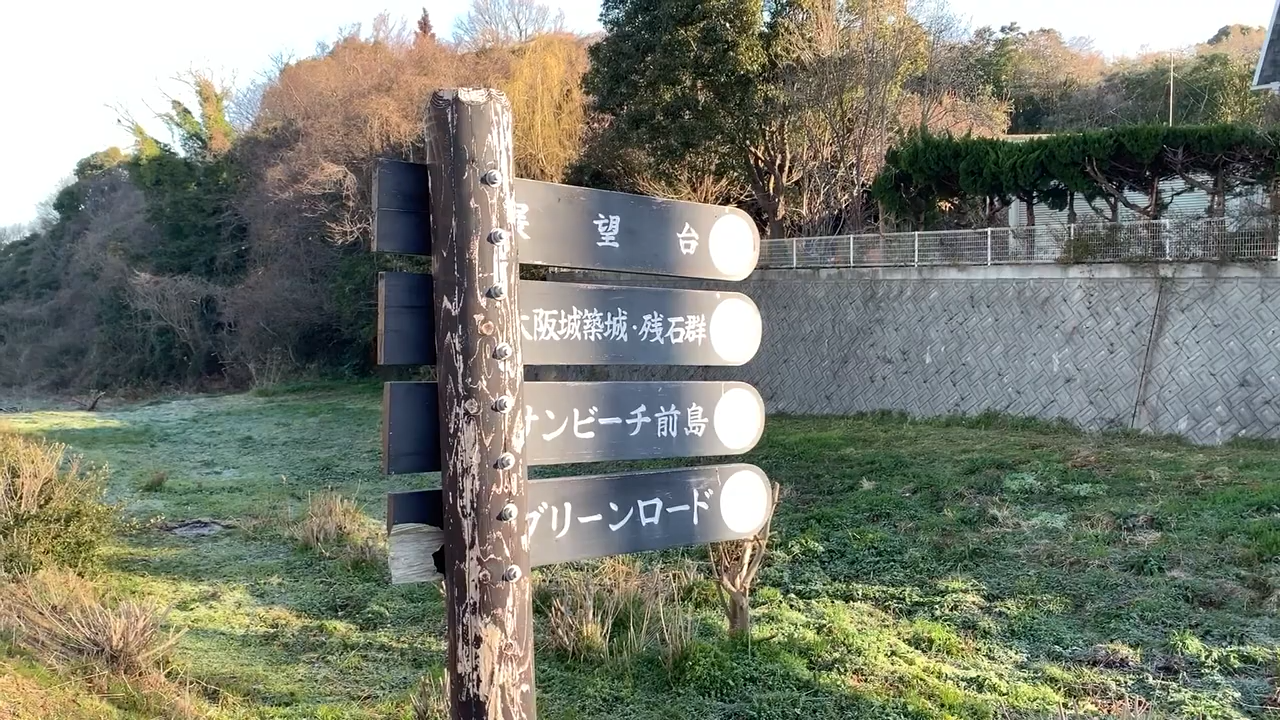 展望台
大阪城築城・残石群
サンビーチ前島
グリーンロード